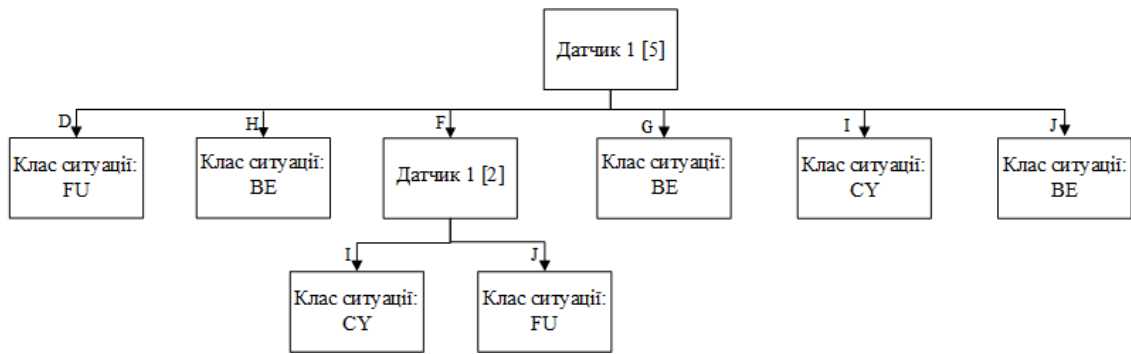 Датчик 1 [5]
D
H
F
G
I
J
Клас ситуації:
FU
Клас ситуації:
BE
Датчик 1 [2]
Клас ситуації:
BE
Клас ситуації:
CY
Клас ситуації:
BE
I
J
Клас ситуації:
CY
Клас ситуації:
FU